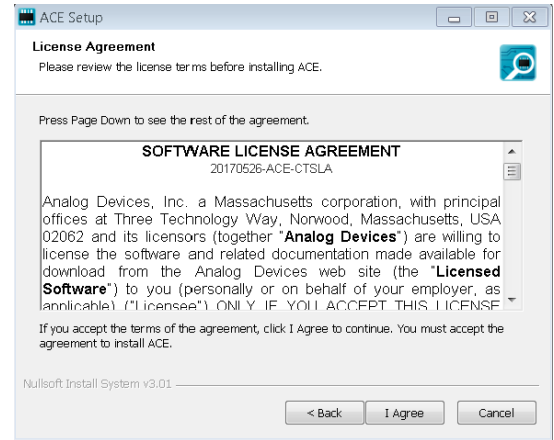 ACE Setup
License Agreement
Please review the license terms before installing ACE.
Press Page Down to see the rest of the agreement.
SOFTWARE LICENSE AGREEMENT
20170526-ACE-CTSLA
Analog Devices, Inc. a Massachusetts corporation, with principal
offices at Three Technology Way, Norwood, Massachusetts, USA
02062 and its licensors (together "Analog Devices") are willing to
license the software and related documentation made available for
download from the Analog Devices web site (the "Licensed
Software") to you (personally or on behalf of your employer, as
applicable) ("Licensee") ONLY IF YOU ACCEPT THIS LICENSE
If you accept the terms of the agreement, click I Agree to continue. You must accept the
agreement to install ACE.
Nullsoft Install System v3.01
< Back I Agree Cancel